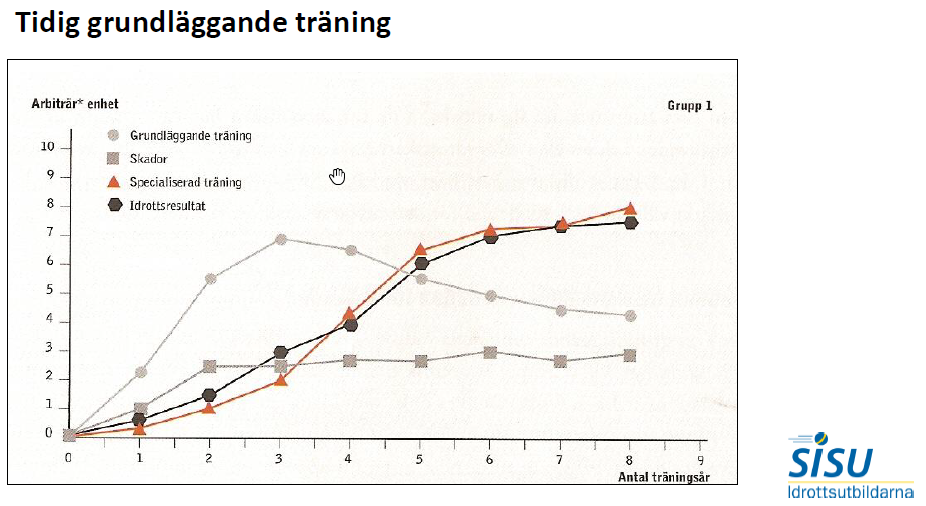 Tidig grundläggande träning
Arbiträr* enhet
Grupp 1
Grundläggande träning
Skador
Specialiserad träning
Idrottsresultat
10
9
8
7
6
5
4
3
2
1
0
0 1 2 3 4 5 6 7 8 9
Antal träningsår
SISU
Idrottsutbildarna